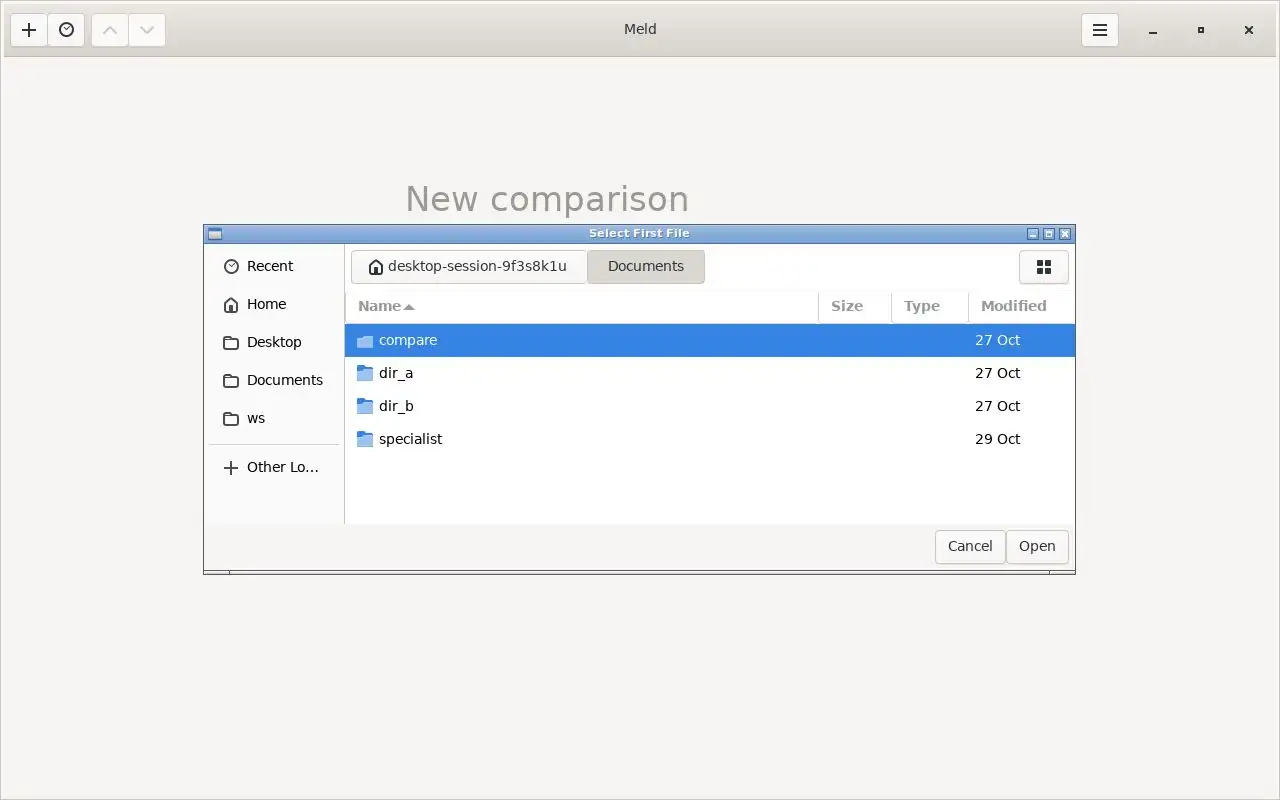 Meld
New comparison
Select First File
Recent
Home
Desktop
Documents
ws
Other Lo...
desktop-session-9f3s8k1u Documents
Name Size Type Modified
compare 27 Oct
dir_a 27 Oct
dir_b 27 Oct
specialist 29 Oct
Cancel Open